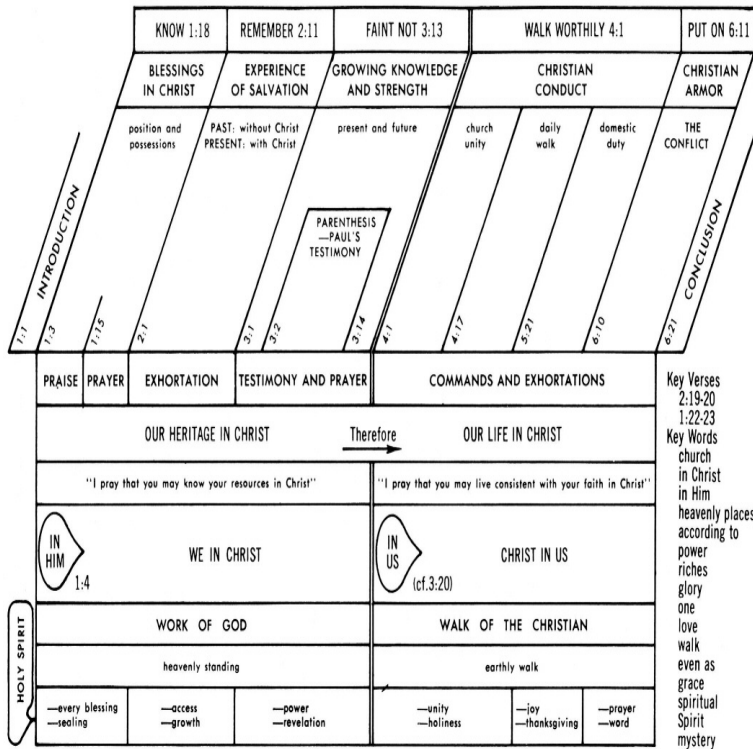 KNOW 1:18
REMEMBER 2:11
FAINT NOT 3:13
WALK WORTHILY 4:1
PUT ON 6:11
BLESSINGS
IN CHRIST
EXPERIENCE
OF SALVATION
GROWING KNOWLEDGE
AND STRENGTH
CHRISTIAN
CONDUCT
CHRISTIAN
ARMOR
position and
possessions
PAST: without Christ
PRESENT: with Christ
present and future
church
unity
daily
walk
domestic
duty
THE
CONFLICT
PARENTHESIS
—PAUL'S
TESTIMONY
INTRODUCTION
CONCLUSION
1:1
1:3
1:15
2:1
3:1
3:2
3:14
4:1
4:17
5:21
6:10
6:21
PRAISE
PRAYER
EXHORTATION
TESTIMONY AND PRAYER
COMMANDS AND EXHORTATIONS
OUR HERITAGE IN CHRIST
Therefore
OUR LIFE IN CHRIST
"I pray that you may know your resources in Christ"
"I pray that you may live consistent with your faith in Christ"
IN
HIM
1:4
WE IN CHRIST
IN
US
(cf.3:20)
CHRIST IN US
WORK OF GOD
WALK OF THE CHRISTIAN
heavenly standing
earthly walk
HOLY SPIRIT
—every blessing
—sealing
—access
—growth
—power
—revelation
—unity
—holiness
—joy
—thanksgiving
—prayer
—word
Key Verses
2:19-20
1:22-23
Key Words
church
in Christ
in Him
heavenly places
according to
power
riches
glory
one
love
walk
even as
grace
spiritual
Spirit
mystery